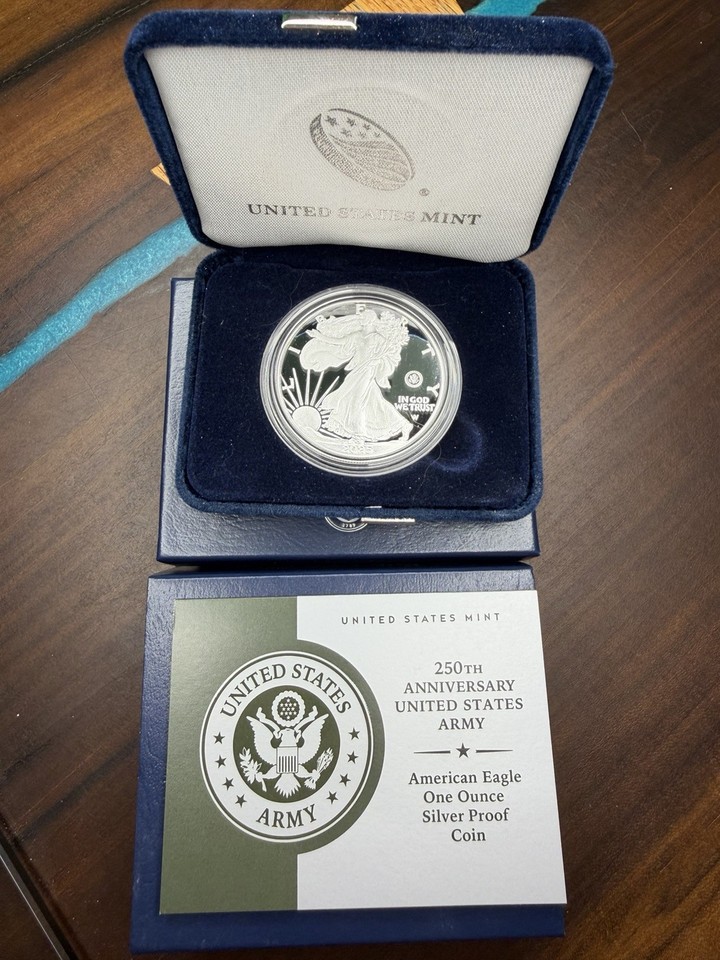 UNITED STATES MINT
LIBERTY
IN GOD
WE TRUST
W
2025
UNITED STATES MINT
UNITED STATES
ARMY
250TH
ANNIVERSARY
UNITED STATES
ARMY
American Eagle
One Ounce
Silver Proof
Coin